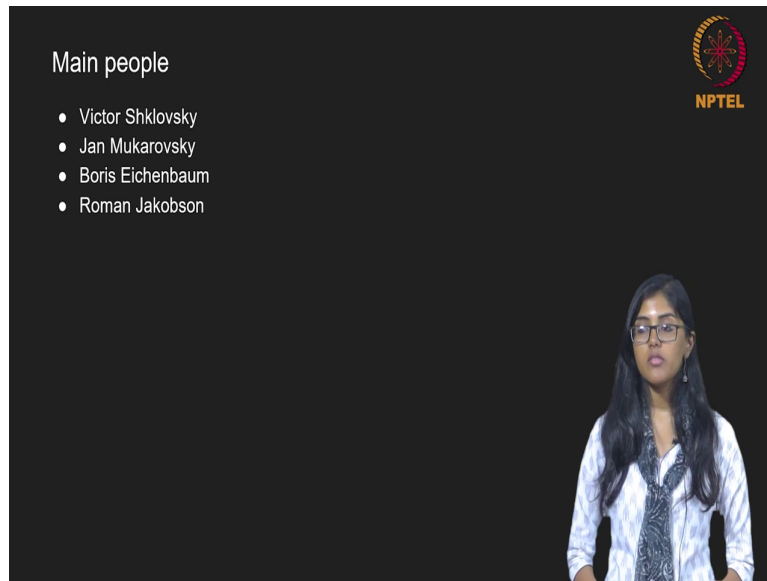 Main people
NPTEL
● Victor Shklovsky
● Jan Mukarovsky
● Boris Eichenbaum
● Roman Jakobson